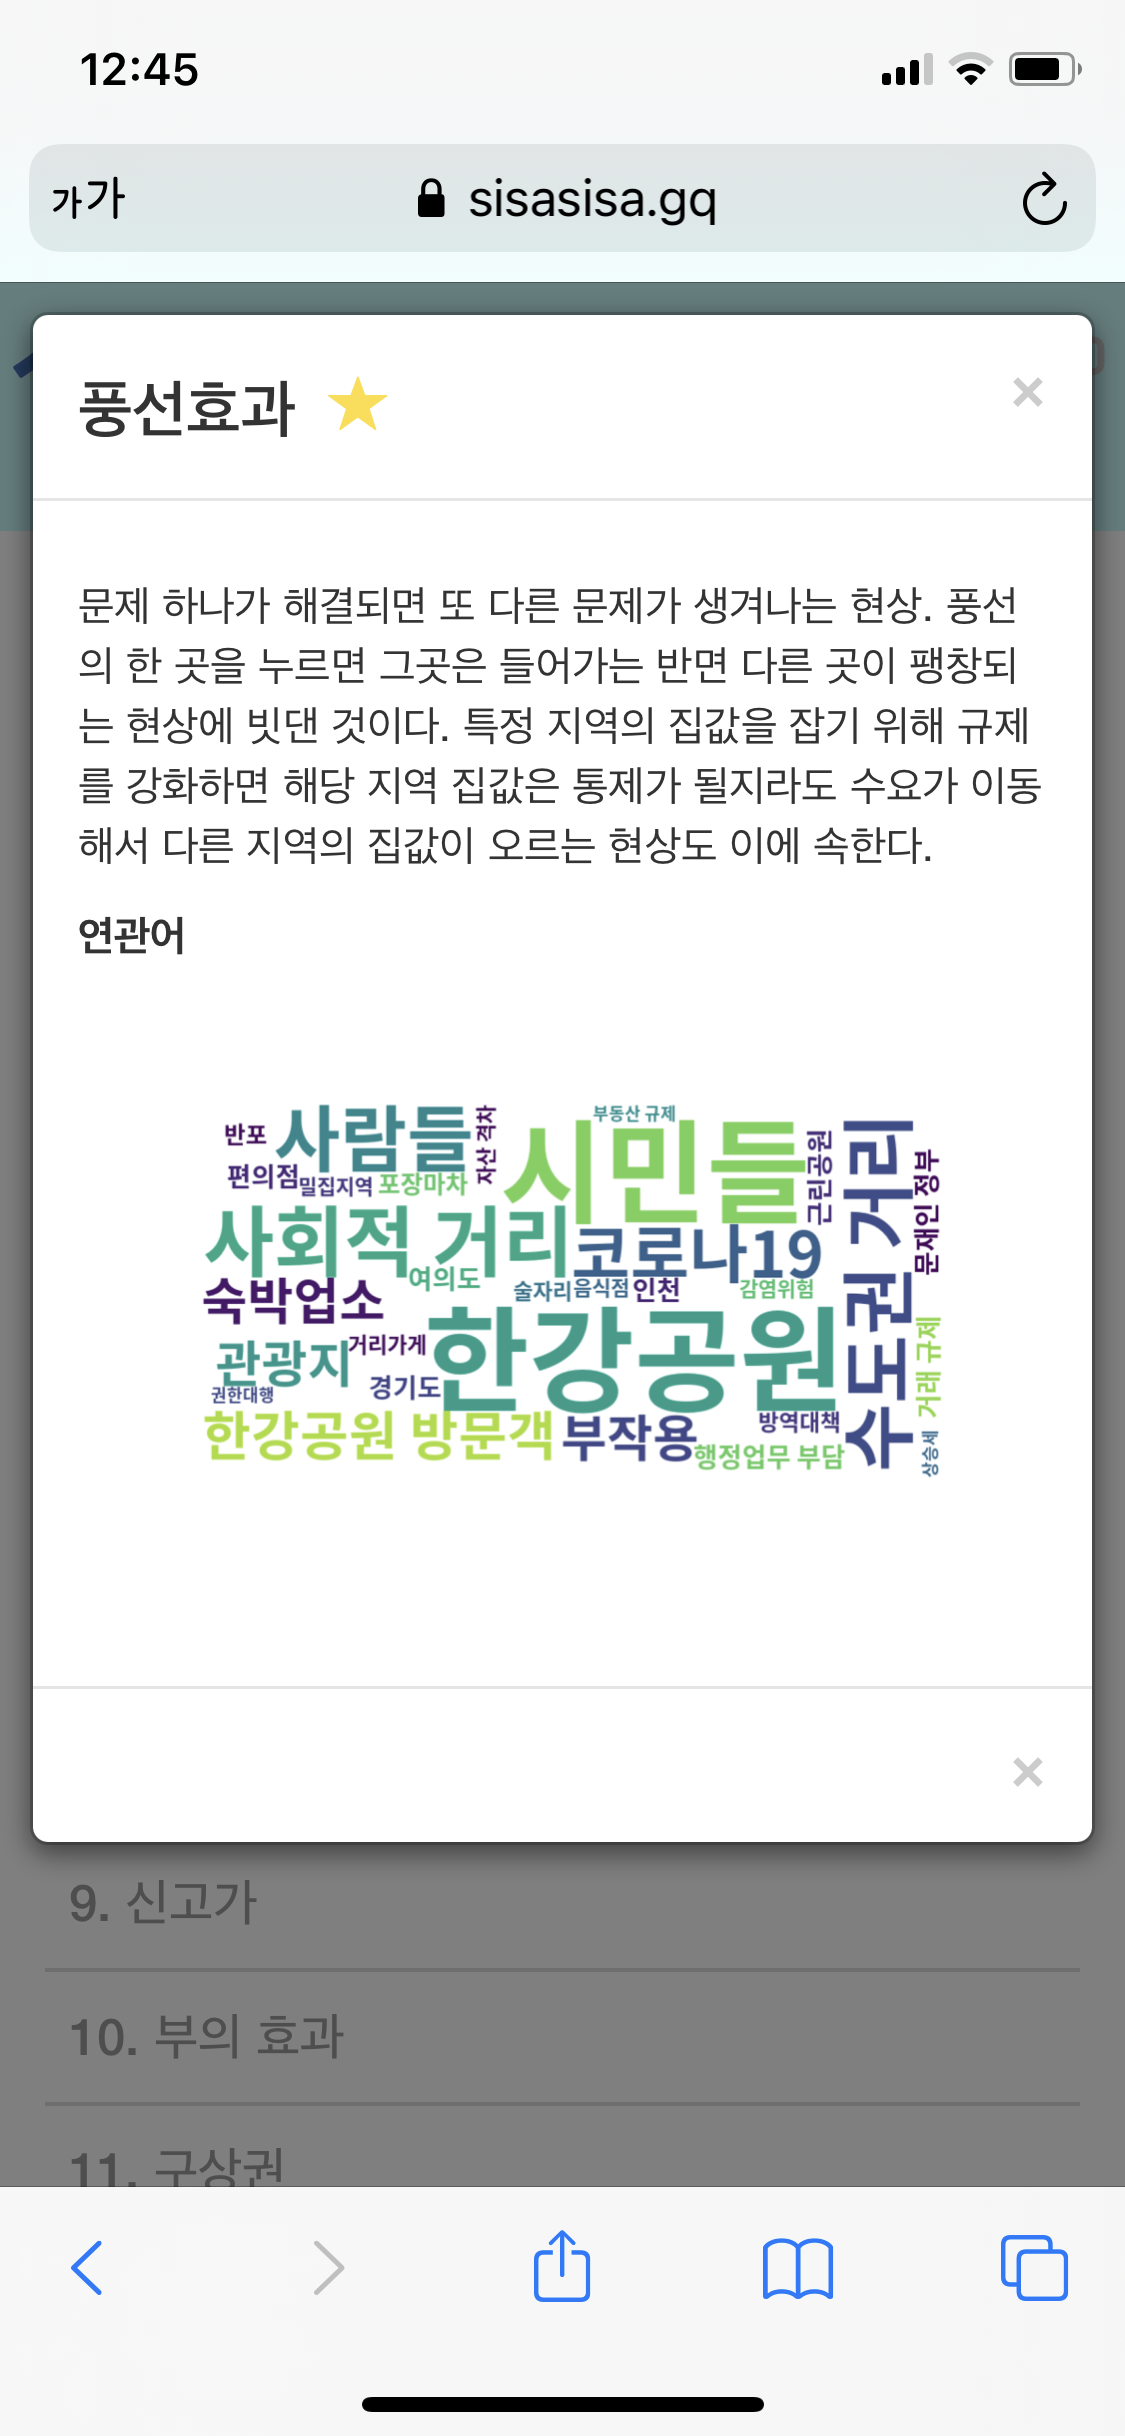 12:45
가가 sisasisa.gq
풍선효과
문제 하나가 해결되면 또 다른 문제가 생겨나는 현상. 풍선
의 한 곳을 누르면 그곳은 들어가는 반면 다른 곳이 팽창되
는 현상에 빗댄 것이다. 특정 지역의 집값을 잡기 위해 규제
를 강화하면 해당 지역 집값은 통제가 될지라도 수요가 이동
해서 다른 지역의 집값이 오르는 현상도 이에 속한다.
연관어
부동산 규제
반포
사람들
자산 격차
시민들
근린공원
수도권 거리
문재인 정부
편의점
밀집지역
포장마차
사회적 거리
코로나19
여의도
숙박업소
술자리
음식점
인천
감염위험
한강공원
거리가게
관광지
경기도
권한대행
거래 규제
한강공원 방문객
부작용
방역대책
행정업무 부담
상승세
9. 신고가
10. 부의 효과
11. 구상권